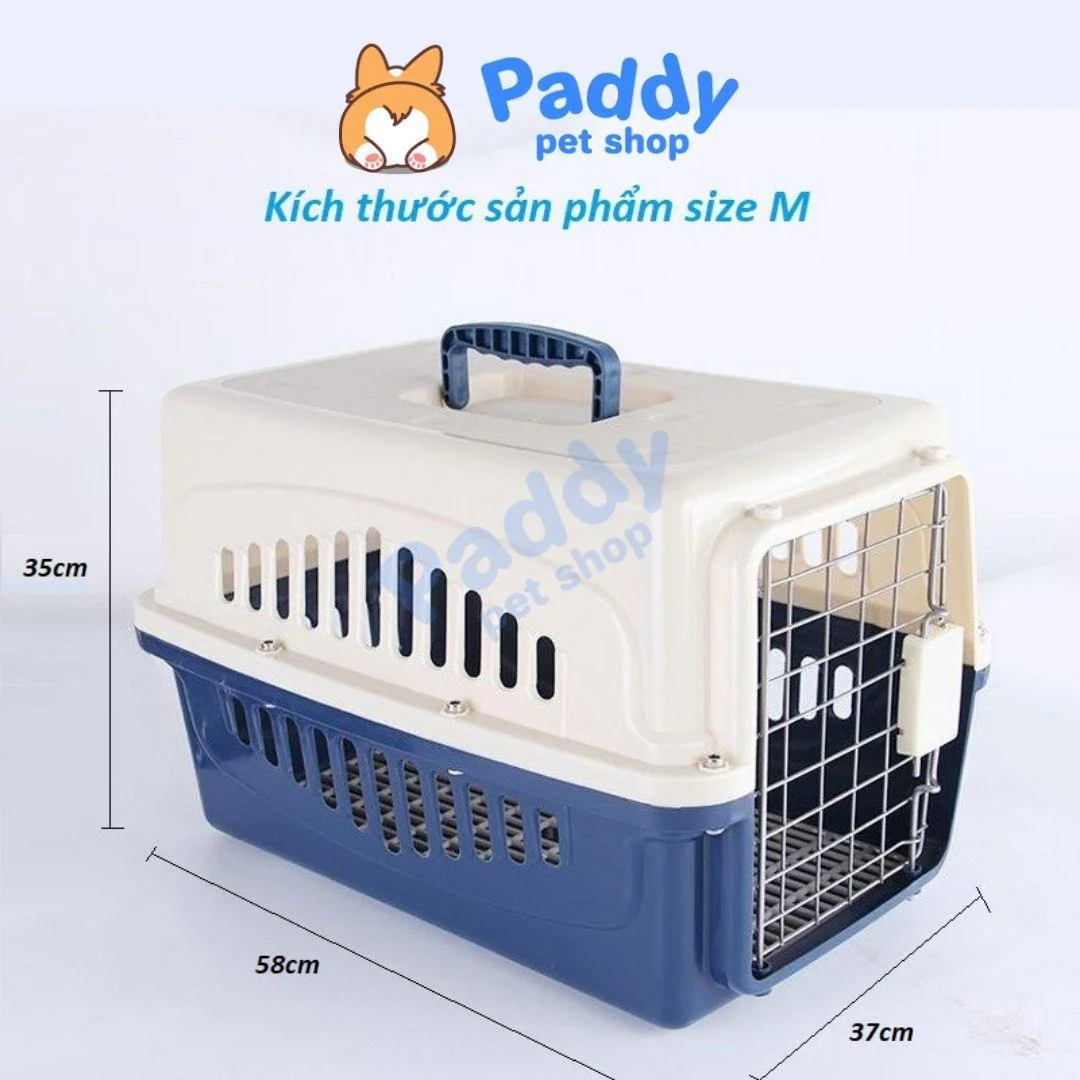 Paddy
pet shop
Kích thước sản phẩm size M
Paddy
pet shop
35cm
58cm
37cm